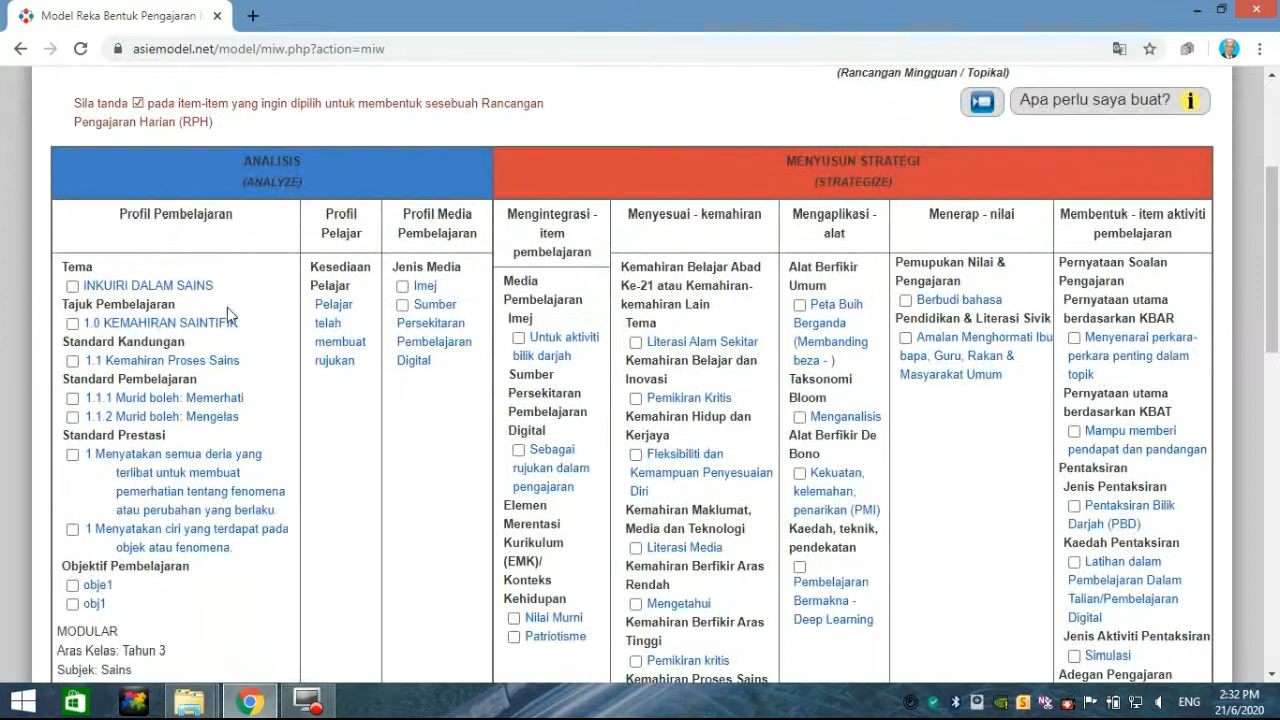 Model Reka Bentuk Pengajaran
asiemodel.net/model/miw.php?action=miw
(Rancangan Mingguan / Topikal)
Sila tanda ☑ pada item-item yang ingin dipilih untuk membentuk sesebuah Rancangan
Pengajaran Harian (RPH)
Apa perlu saya buat?
ANALISIS
(ANALYZE)
MENYUSUN STRATEGI
(STRATEGIZE)
Profil Pembelajaran
Profil
Pelajar
Profil Media
Pembelajaran
Mengintegrasi -
item
pembelajaran
Menyesuai - kemahiran
Mengaplikasi -
alat
Menerap - nilai
Membentuk - item aktiviti
pembelajaran
Tema
INKUIRI DALAM SAINS
Tajuk Pembelajaran
1.0 KEMAHIRAN SAINTIFIK
Standard Kandungan
1.1 Kemahiran Proses Sains
Standard Pembelajaran
1.1.1 Murid boleh: Memerhati
1.1.2 Murid boleh: Mengelas
Standard Prestasi
1 Menyatakan semua deria yang
terlibat untuk membuat
pemerhatian tentang fenomena
atau perubahan yang berlaku.
1 Menyatakan ciri yang terdapat pada
objek atau fenomena.
Objektif Pembelajaran
obje1
obj1
MODULAR
Aras Kelas: Tahun 3
Subjek: Sains
Kesediaan
Pelajar
Pelajar
telah
membuat
rujukan
Jenis Media
Imej
Sumber
Persekitaran
Pembelajaran
Digital
Media
Pembelajaran
Imej
Untuk aktiviti
bilik darjah
Sumber
Persekitaran
Pembelajaran
Digital
Sebagai
rujukan dalam
pengajaran
Elemen
Merentasi
Kurikulum
(EMK)/
Konteks
Kehidupan
Nilai Murni
Patriotisme
Kemahiran Belajar Abad
Ke-21 atau Kemahiran-
kemahiran Lain
Tema
Literasi Alam Sekitar
Kemahiran Belajar dan
Inovasi
Pemikiran Kritis
Kemahiran Hidup dan
Kerjaya
Fleksibiliti dan
Kemampuan Penyesuaian
Diri
Kemahiran Maklumat,
Media dan Teknologi
Literasi Media
Kemahiran Berfikir Aras
Rendah
Mengetahui
Kemahiran Berfikir Aras
Tinggi
Pemikiran kritis
Kemahiran Proses Sains
Alat Berfikir
Umum
Peta Buih
Berganda
(Membanding
beza - )
Taksonomi
Bloom
Menganalisis
Alat Berfikir De
Bono
Kekuatan,
kelemahan,
penarikan (PMI)
Kaedah, teknik,
pendekatan
Pembelajaran
Bermakna -
Deep Learning
Pemupukan Nilai &
Pengajaran
Berbudi bahasa
Pendidikan & Literasi Sivik
Amalan Menghormati Ibu
bapa, Guru, Rakan &
Masyarakat Umum
Pernyataan Soalan
Pengajaran
Pernyataan utama
berdasarkan KBAR
Menyenarai perkara-
perkara penting dalam
topik
Pernyataan utama
berdasarkan KBAT
Mampu memberi
pendapat dan pandangan
Pentaksiran
Jenis Pentaksiran
Pentaksiran Bilik
Darjah (PBD)
Kaedah Pentaksiran
Latihan dalam
Pembelajaran Dalam
Talian/Pembelajaran
Digital
Jenis Aktiviti Pentaksiran
Simulasi
Adegan Pengajaran
ENG
2:32 PM
21/6/2020